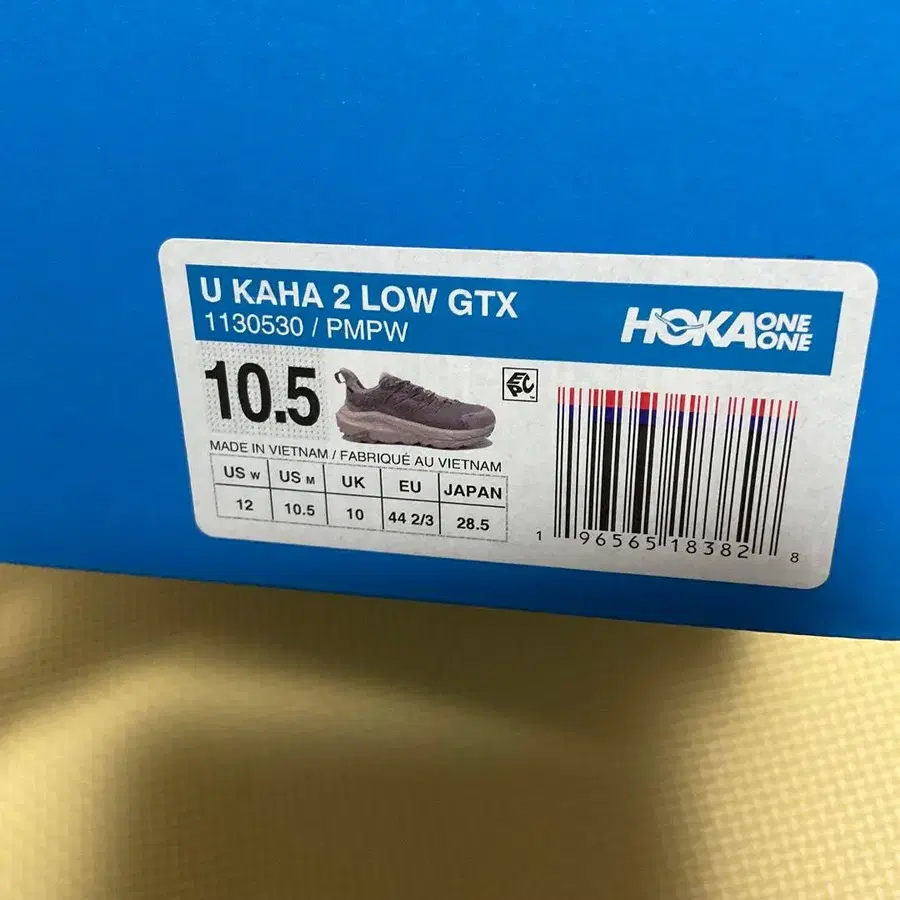 U KAHA 2 LOW GTX
1130530 / PMPW
HOKA ONE ONE
10.5
EPC™
MADE IN VIETNAM / FABRIQUÉ AU VIETNAM
US W US M UK EU JAPAN
12 10.5 10 44 2/3 28.5
1 96565 18382 8